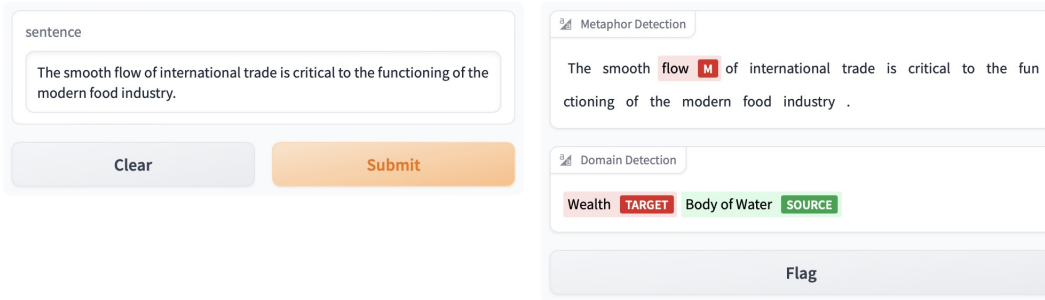 sentence
The smooth flow of international trade is critical to the functioning of the
modern food industry.
Clear
Submit
Metaphor Detection
The smooth flow M of international trade is critical to the fun
ctioning of the modern food industry .
Domain Detection
Wealth TARGET Body of Water SOURCE
Flag